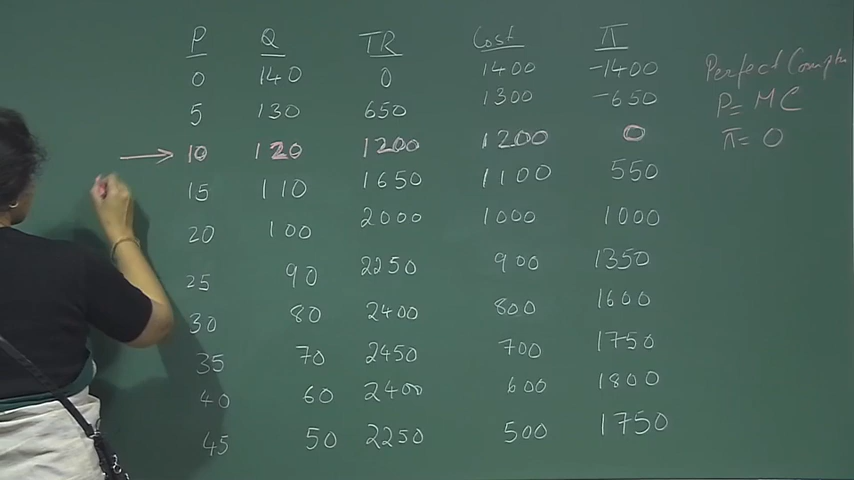 P Q TR Cost π
0 140 0 1400 -1400
5 130 650 1300 -650
10 120 1200 1200 0
15 110 1650 1100 550
20 100 2000 1000 1000
25 90 2250 900 1350
30 80 2400 800 1600
35 70 2450 700 1750
40 60 2400 600 1800
45 50 2250 500 1750
Perfect
P = MC
π = 0